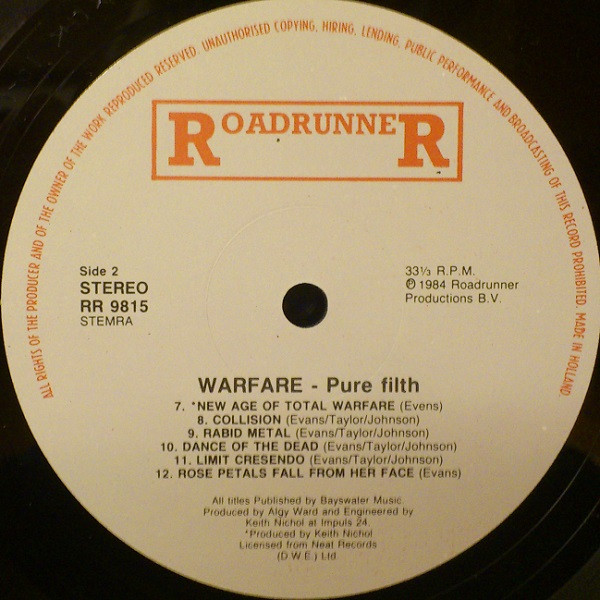 ALL RIGHTS OF THE PRODUCER AND OF THE OWNER OF THE WORK REPRODUCED RESERVED. UNAUTHORISED COPYING, HIRING, LENDING, PUBLIC PERFORMANCE AND BROADCASTING OF THIS RECORD PROHIBITED. MADE IN HOLLAND.
ROADRUNNER
Side 2
STEREO
RR 9815
STEMRA
33⅓ R.P.M.
℗ 1984 Roadrunner
Productions B.V.
WARFARE - Pure filth
7. *NEW AGE OF TOTAL WARFARE (Evens)
8. COLLISION (Evans/Taylor/Johnson)
9. RABID METAL (Evans/Taylor/Johnson)
10. DANCE OF THE DEAD (Evans/Taylor/Johnson)
11. LIMIT CRESENDO (Evans/Taylor/Johnson)
12. ROSE PETALS FALL FROM HER FACE (Evans)
All titles Published by Bayswater Music.
Produced by Algy Ward and Engineered by
Keith Nichol at Impuls 24.
*Produced by Keith Nichol
Licensed from Neat Records
(D.W.E.) Ltd